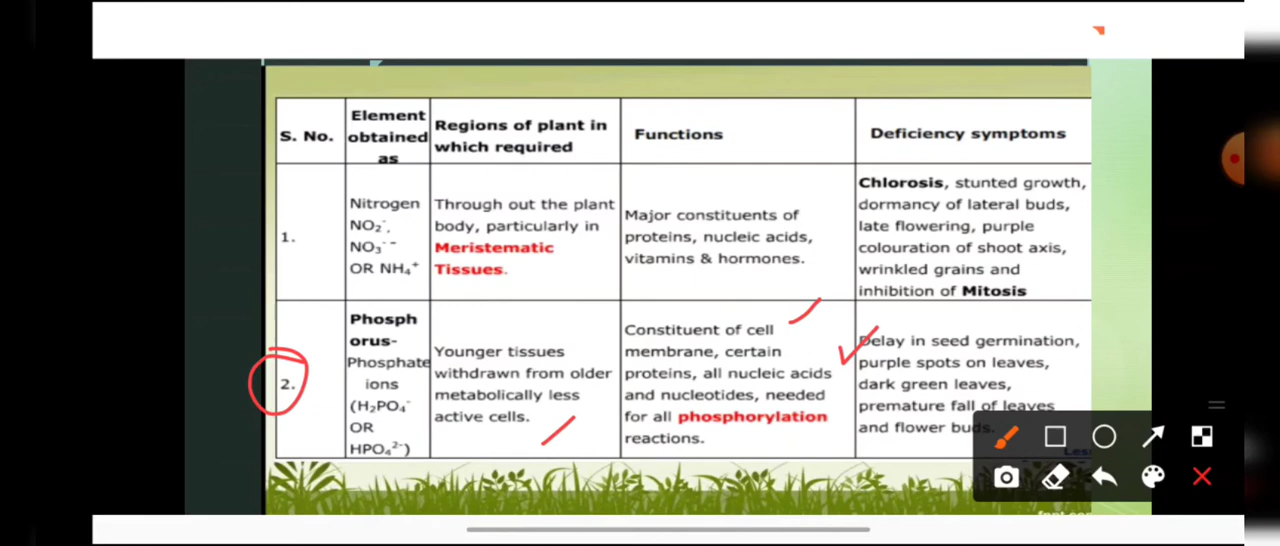 S. No.
Element
obtained
as
Regions of plant in
which required
Functions
Deficiency symptoms
1.
Nitrogen
NO₂⁻,
NO₃⁻⁻
OR NH₄⁺
Through out the plant
body, particularly in
Meristematic
Tissues.
Major constituents of
proteins, nucleic acids,
vitamins & hormones.
Chlorosis, stunted growth,
dormancy of lateral buds,
late flowering, purple
colouration of shoot axis,
wrinkled grains and
inhibition of Mitosis
2.
Phosph
orus-
Phosphate
ions
(H₂PO₄⁻
OR
HPO₄²⁻)
Younger tissues
withdrawn from older
metabolically less
active cells.
Constituent of cell
membrane, certain
proteins, all nucleic acids
and nucleotides, needed
for all phosphorylation
reactions.
Delay in seed germination,
purple spots on leaves,
dark green leaves,
premature fall of leaves
and flower buds.